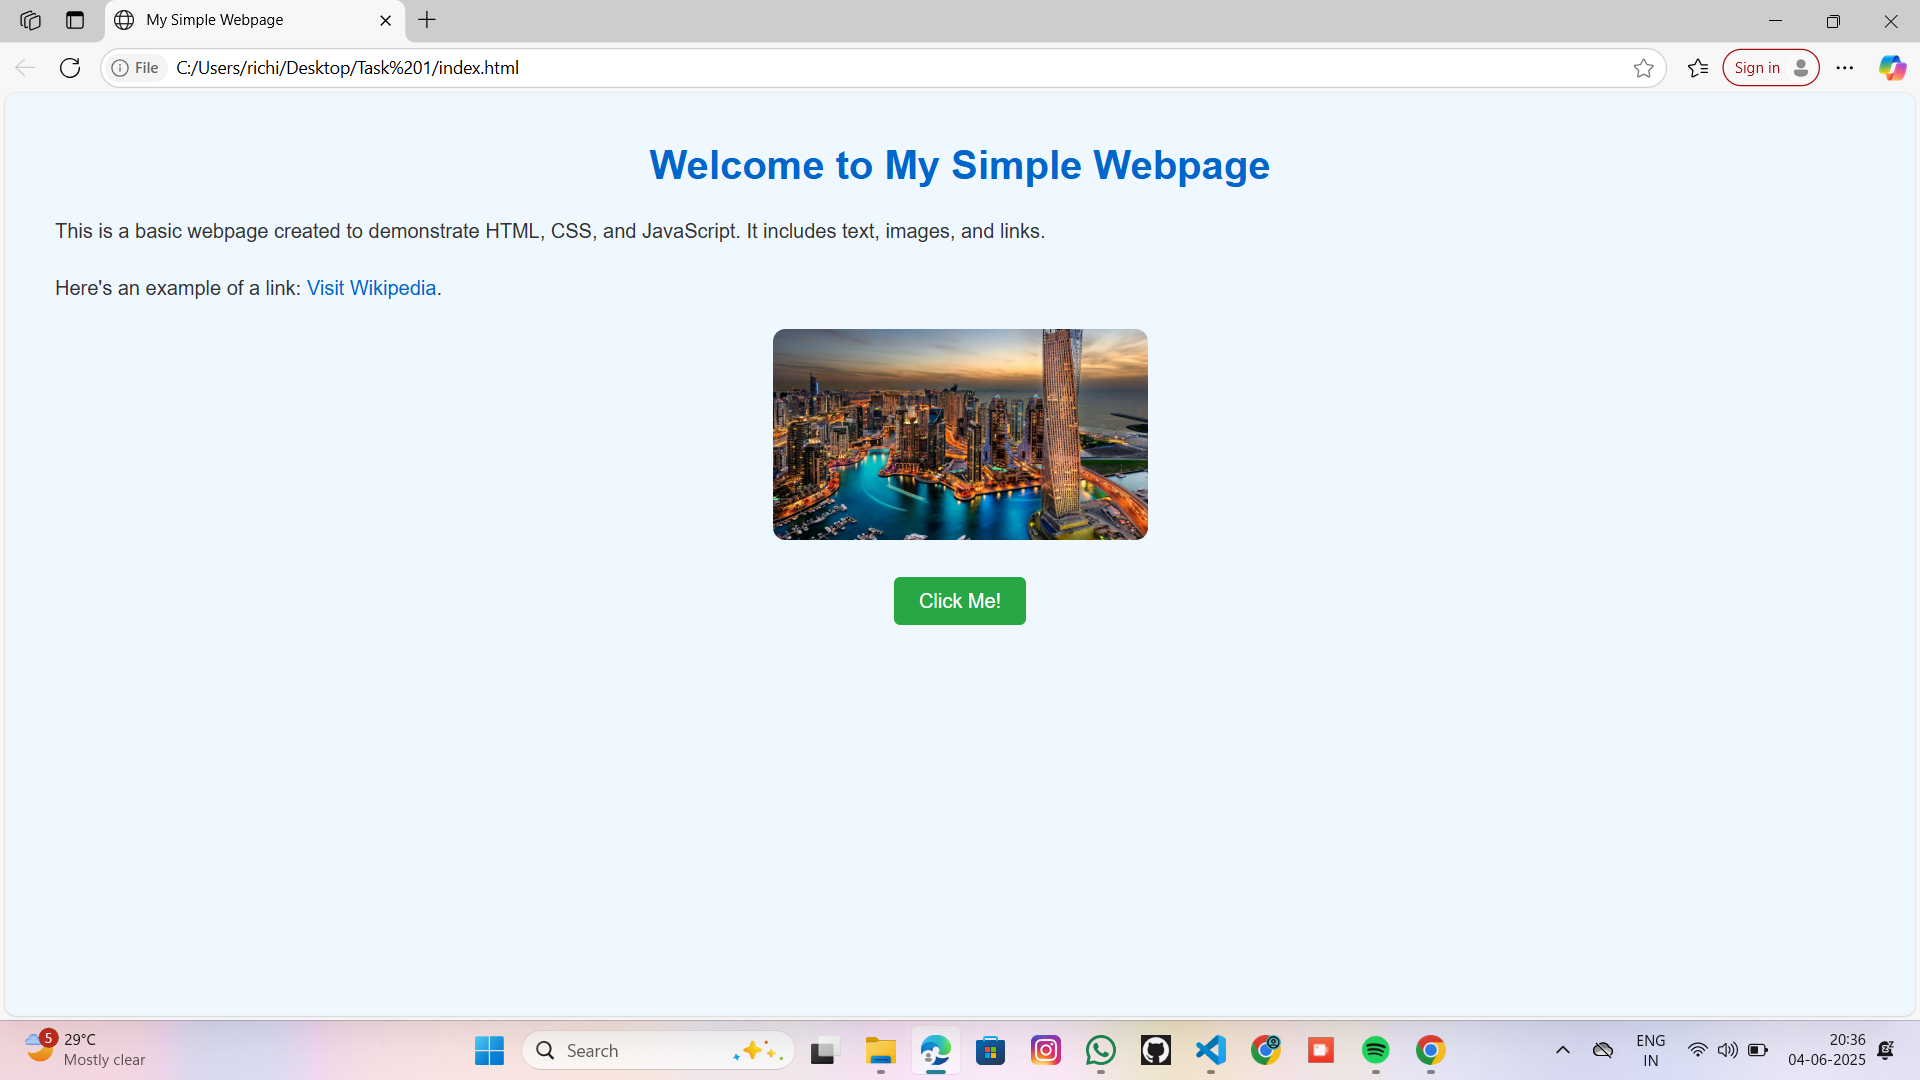 My Simple Webpage
File C:/Users/richi/Desktop/Task%201/index.html
Sign in
Welcome to My Simple Webpage
This is a basic webpage created to demonstrate HTML, CSS, and JavaScript. It includes text, images, and links.
Here's an example of a link: Visit Wikipedia.
Click Me!
5
29°C
Mostly clear
Search
ENG
IN
20:36
04-06-2025